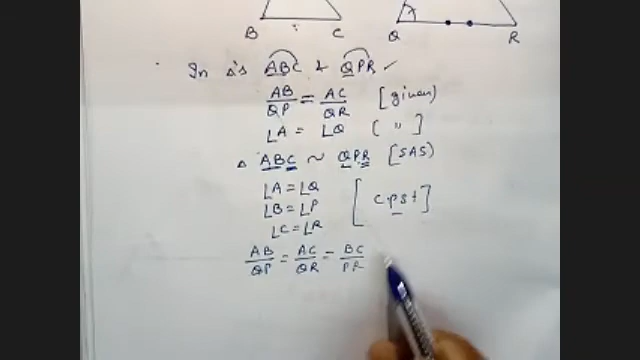 B C Q R
In Δ's ABC & QPR ✓
AB/QP = AC/QR [given]
∠A = ∠Q ( " ]
Δ ABC ~ QPR [SAS)
∠A = ∠Q
∠B = ∠P [ cpst ]
∠C = ∠R
AB/QP = AC/QR = BC/PR